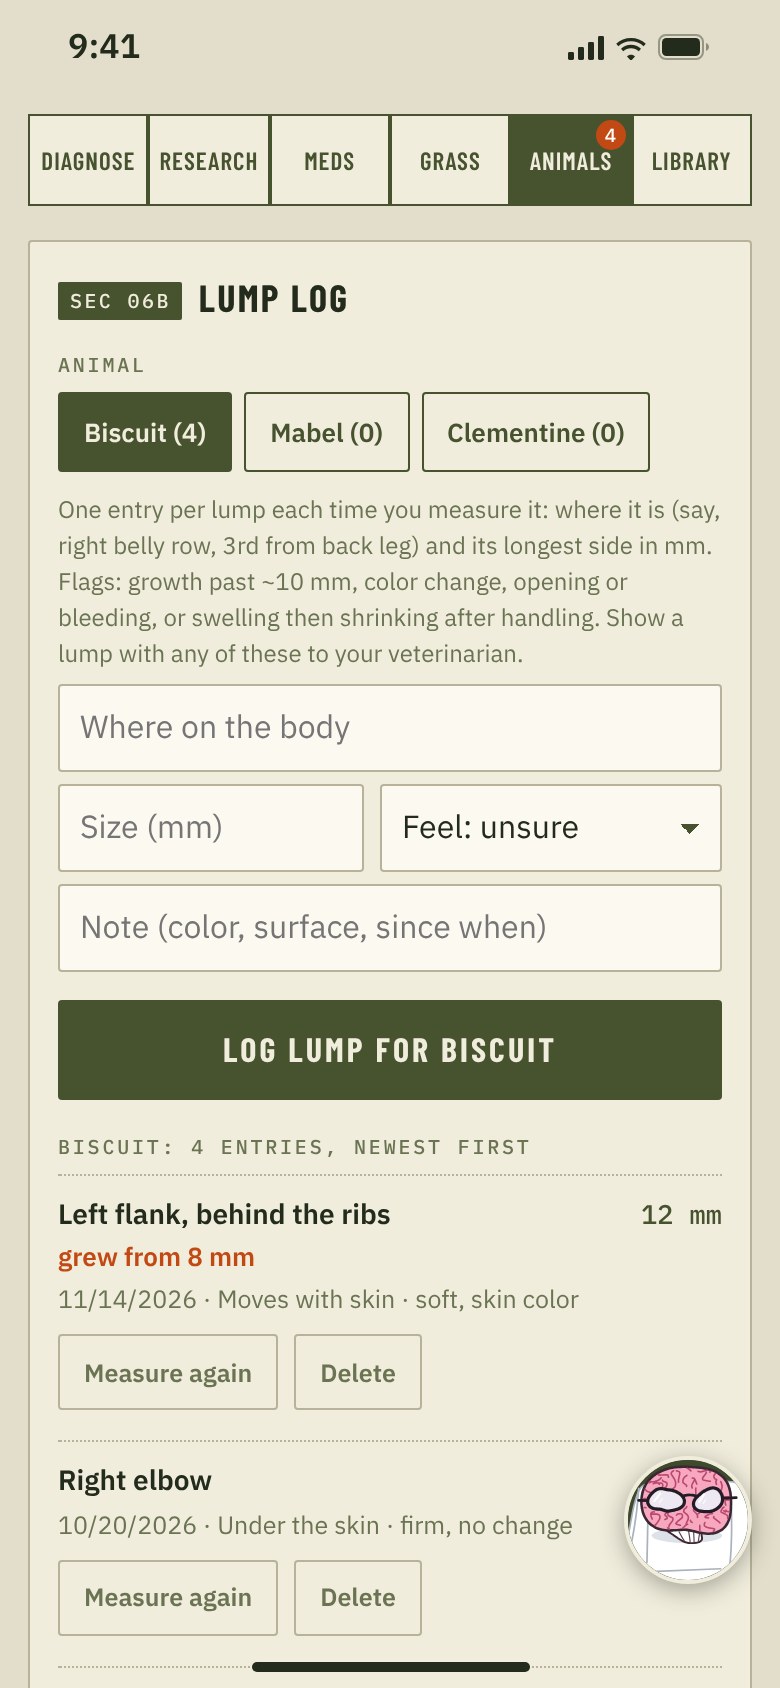 9:41
DIAGNOSE
RESEARCH
MEDS
GRASS
ANIMALS
4
LIBRARY
SEC 06B
LUMP LOG
ANIMAL
Biscuit (4)
Mabel (0)
Clementine (0)
One entry per lump each time you measure it: where it is (say,
right belly row, 3rd from back leg) and its longest side in mm.
Flags: growth past ~10 mm, color change, opening or
bleeding, or swelling then shrinking after handling. Show a
lump with any of these to your veterinarian.
Where on the body
Size (mm)
Feel: unsure
Note (color, surface, since when)
LOG LUMP FOR BISCUIT
BISCUIT: 4 ENTRIES, NEWEST FIRST
Left flank, behind the ribs
12 mm
grew from 8 mm
11/14/2026 · Moves with skin · soft, skin color
Measure again
Delete
Right elbow
10/20/2026 · Under the skin · firm, no change
Measure again
Delete